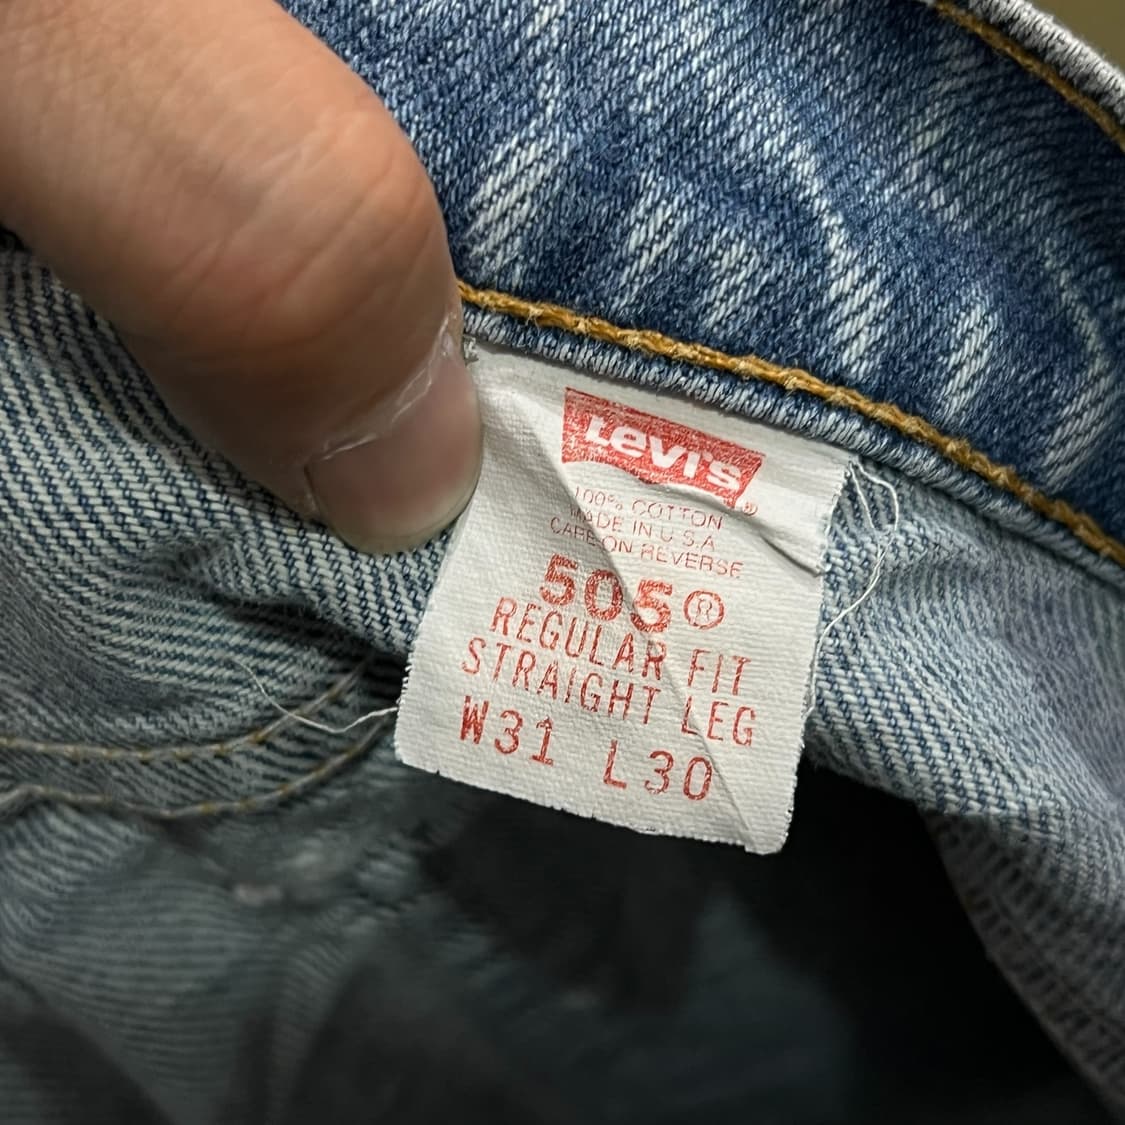 Levi's ®
100% COTTON
MADE IN U.S.A
CARE ON REVERSE
505®
REGULAR FIT
STRAIGHT LEG
W31 L30